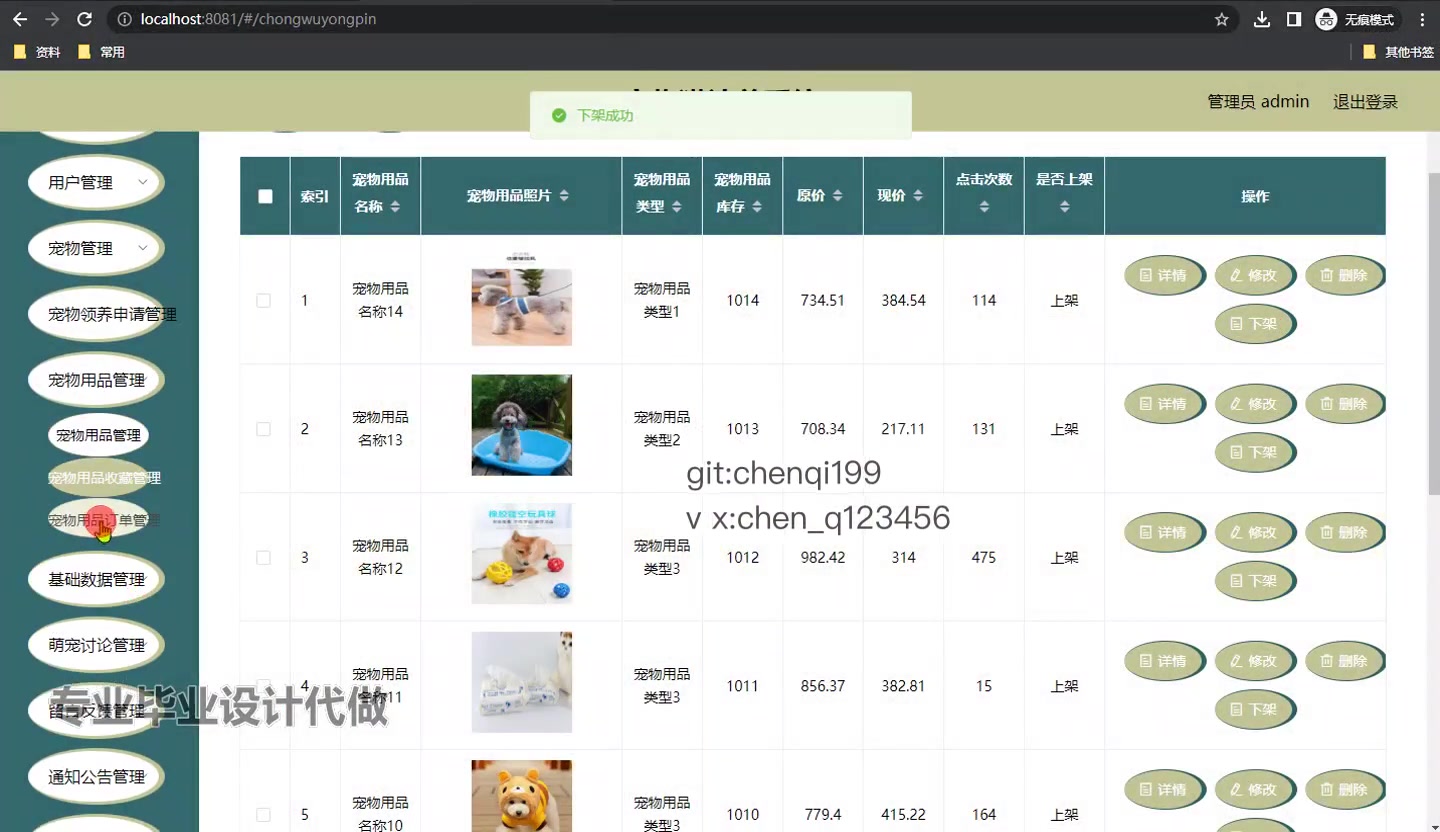 localhost:8081/#/chongwuyongpin
无痕模式
资料
常用
其他书签
下架成功
管理员 admin
退出登录
用户管理
宠物管理
宠物领养申请管理
宠物用品管理
宠物用品管理
宠物用品收藏管理
宠物用品订单管理
基础数据管理
萌宠讨论管理
留言反馈管理
通知公告管理
索引
宠物用品
名称
宠物用品照片
宠物用品
类型
宠物用品
库存
原价
现价
点击次数
是否上架
操作
1
宠物用品
名称14
宠物用品
类型1
1014
734.51
384.54
114
上架
详情
修改
删除
下架
2
宠物用品
名称13
宠物用品
类型2
1013
708.34
217.11
131
上架
详情
修改
删除
下架
3
宠物用品
名称12
橡胶镂空玩具球
宠物用品
类型3
1012
982.42
314
475
上架
详情
修改
删除
下架
4
宠物用品
名称11
宠物用品
类型3
1011
856.37
382.81
15
上架
详情
修改
删除
下架
5
宠物用品
名称10
宠物用品
类型3
1010
779.4
415.22
164
上架
详情
修改
删除
git:chenqi199
v x:chen_q123456
专业毕业设计代做